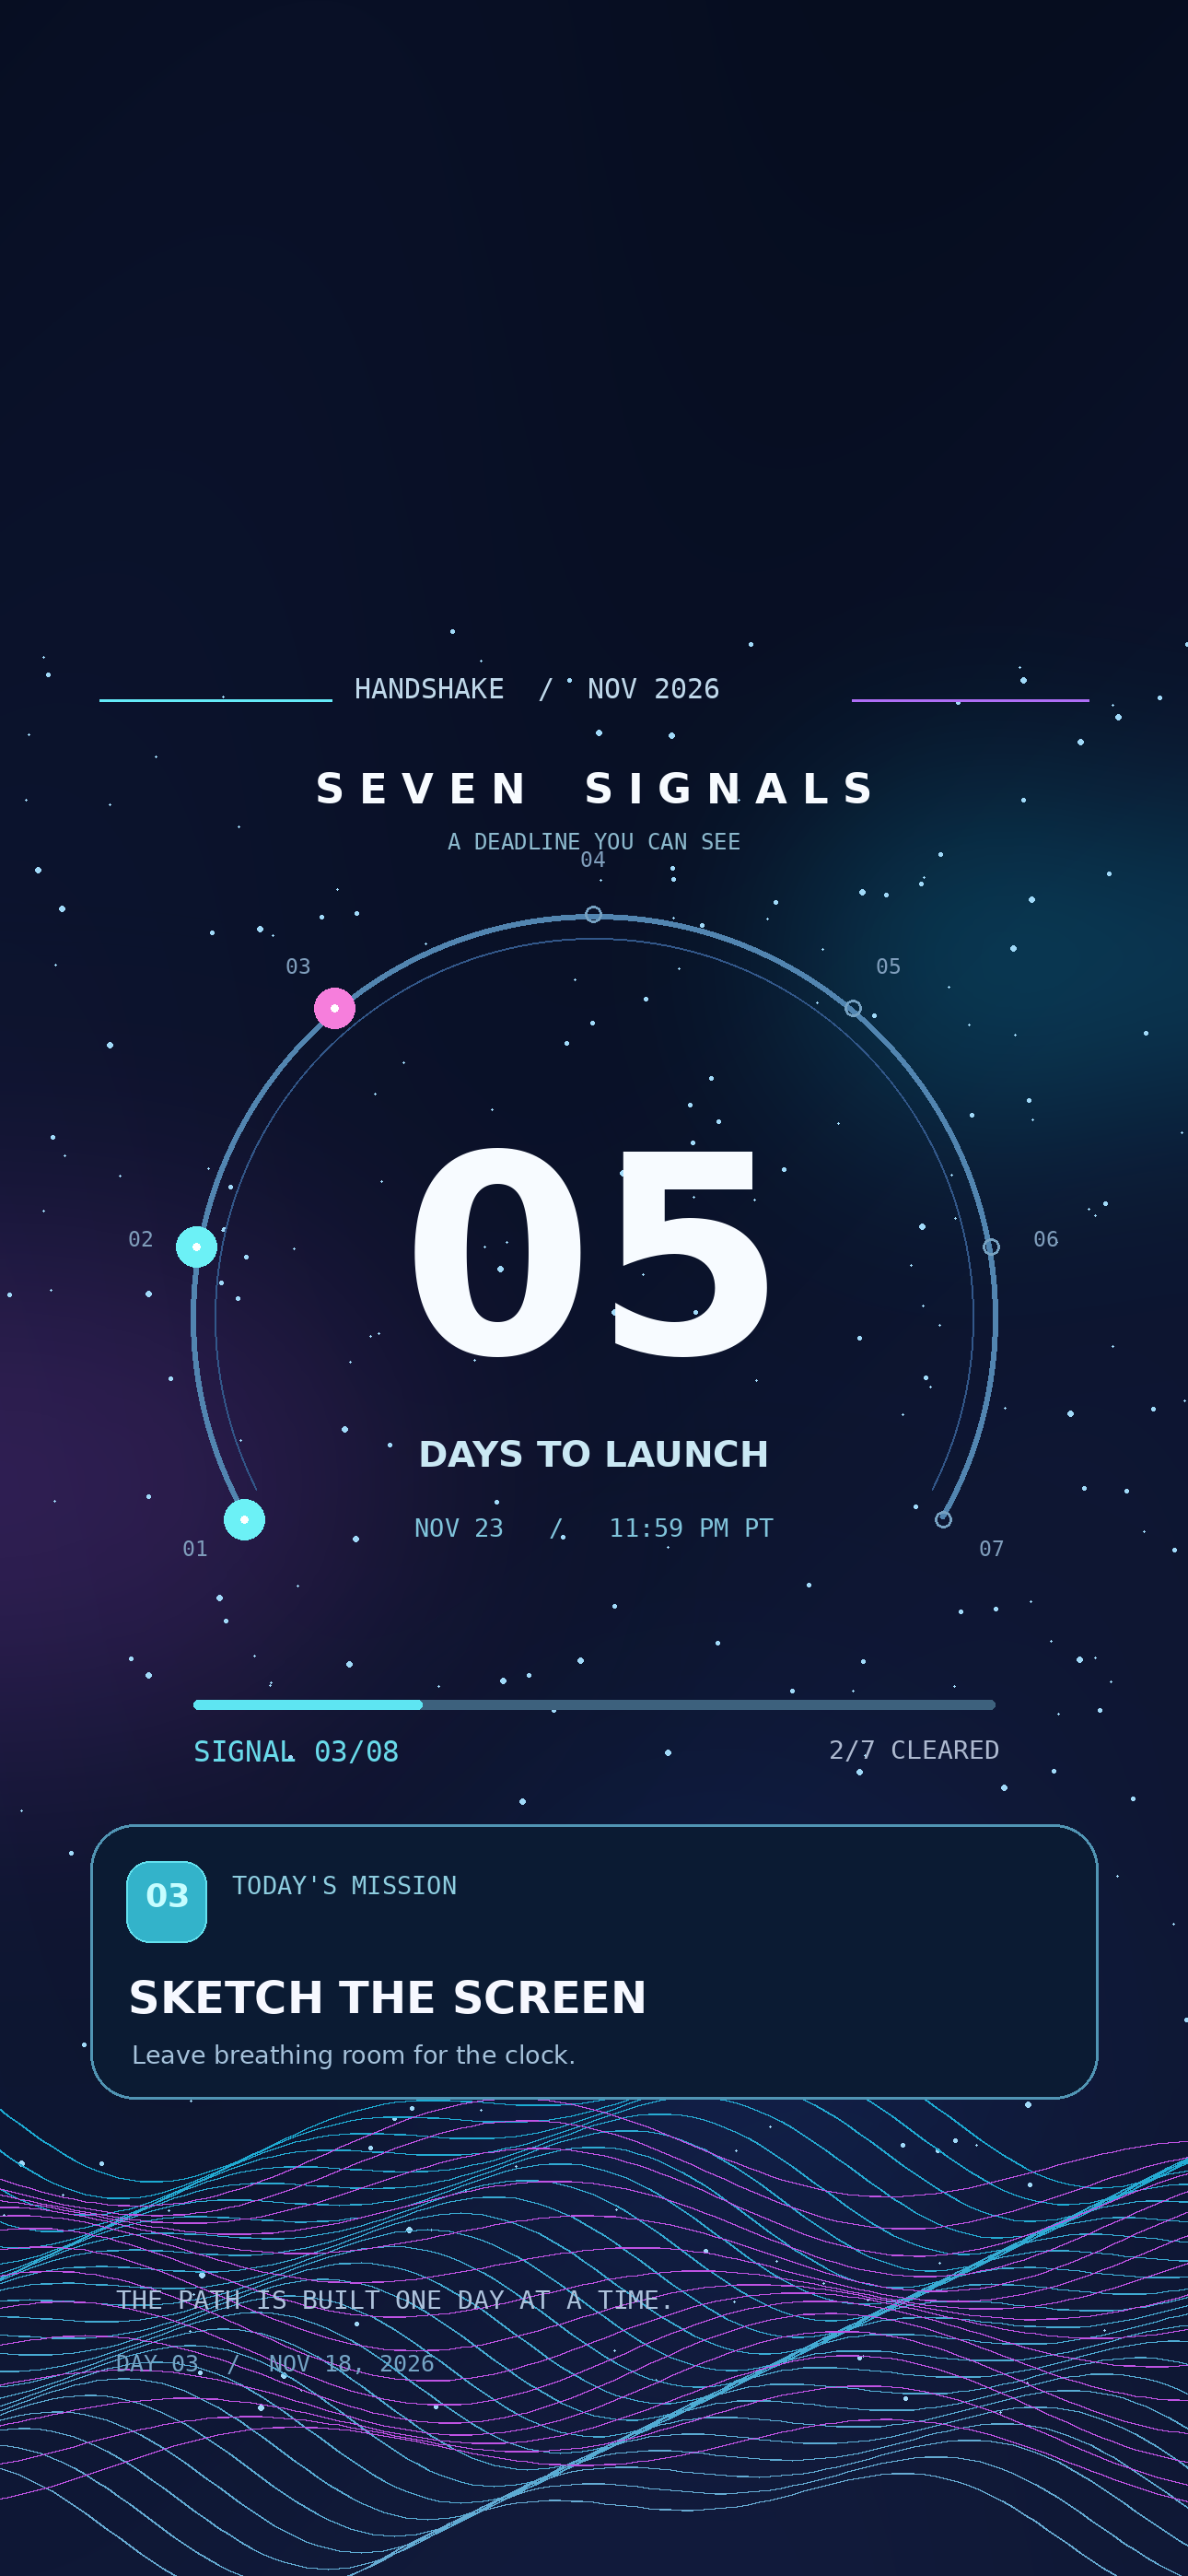 HANDSHAKE / NOV 2026
SEVEN SIGNALS
A DEADLINE YOU CAN SEE
04
03
05
02
06
05
DAYS TO LAUNCH
NOV 23 / 11:59 PM PT
01
07
SIGNAL 03/08
2/7 CLEARED
03
TODAY'S MISSION
SKETCH THE SCREEN
Leave breathing room for the clock.
THE PATH IS BUILT ONE DAY AT A TIME.
DAY 03 / NOV 18, 2026